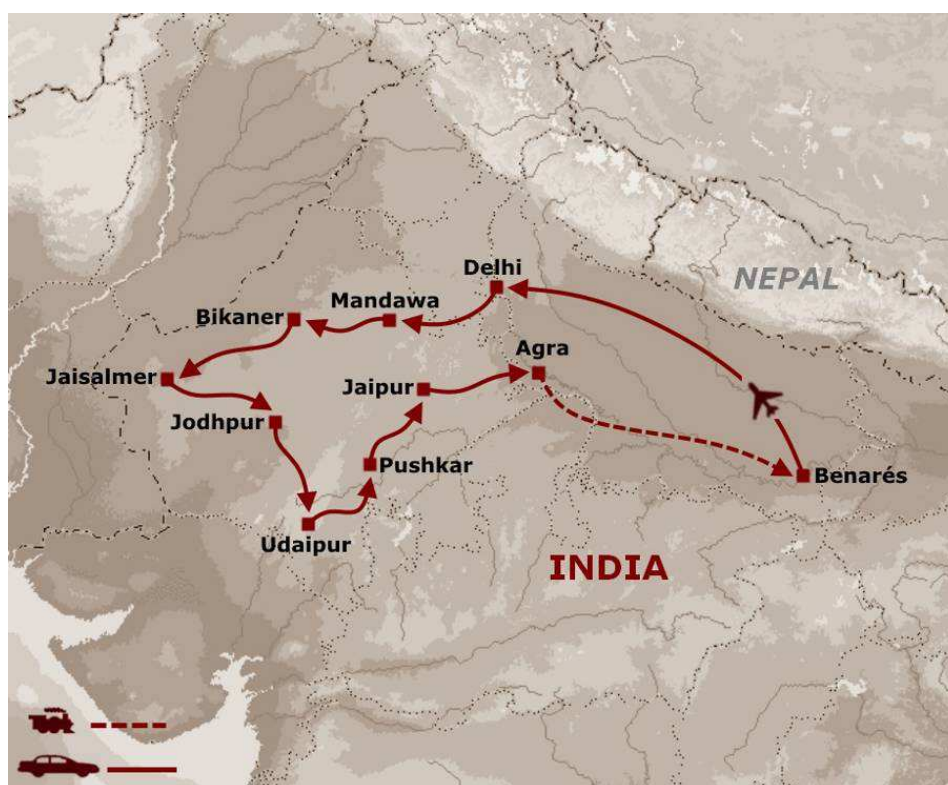 Delhi
NEPAL
Mandawa
Bikaner
Agra
Jaisalmer
Jaipur
Jodhpur
Pushkar
Benarés
Udaipur
INDIA